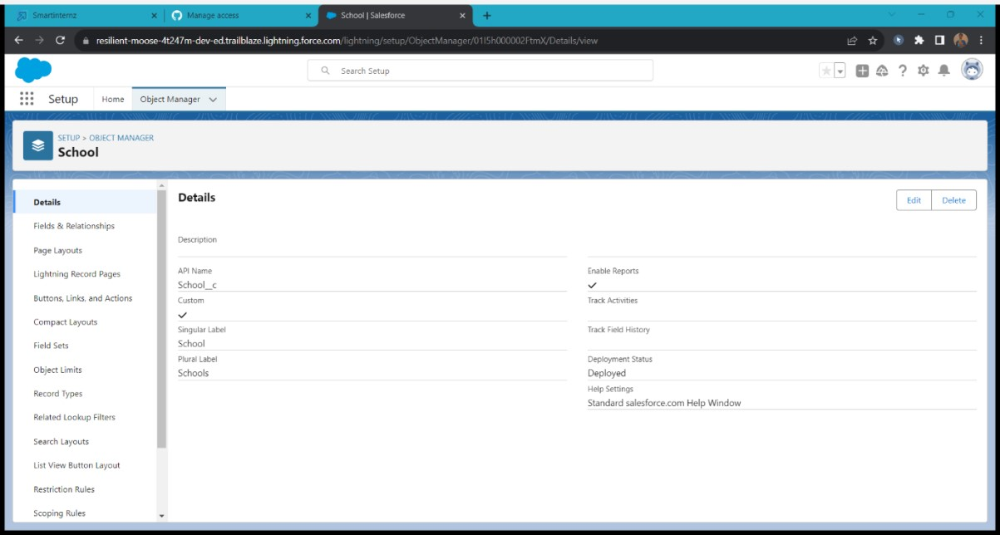 Smartinternz
Manage access
School | Salesforce
resilient-moose-4t247m-dev-ed.trailblaze.lightning.force.com/lightning/setup/ObjectManager/01I5h000002FtmX/Details/view
Search Setup
Setup
Home
Object Manager
SETUP > OBJECT MANAGER
School
Details
Fields & Relationships
Page Layouts
Lightning Record Pages
Buttons, Links, and Actions
Compact Layouts
Field Sets
Object Limits
Record Types
Related Lookup Filters
Search Layouts
List View Button Layout
Restriction Rules
Scoping Rules
Details
Edit
Delete
Description
API Name
School__c
Custom
Singular Label
School
Plural Label
Schools
Enable Reports
Track Activities
Track Field History
Deployment Status
Deployed
Help Settings
Standard salesforce.com Help Window